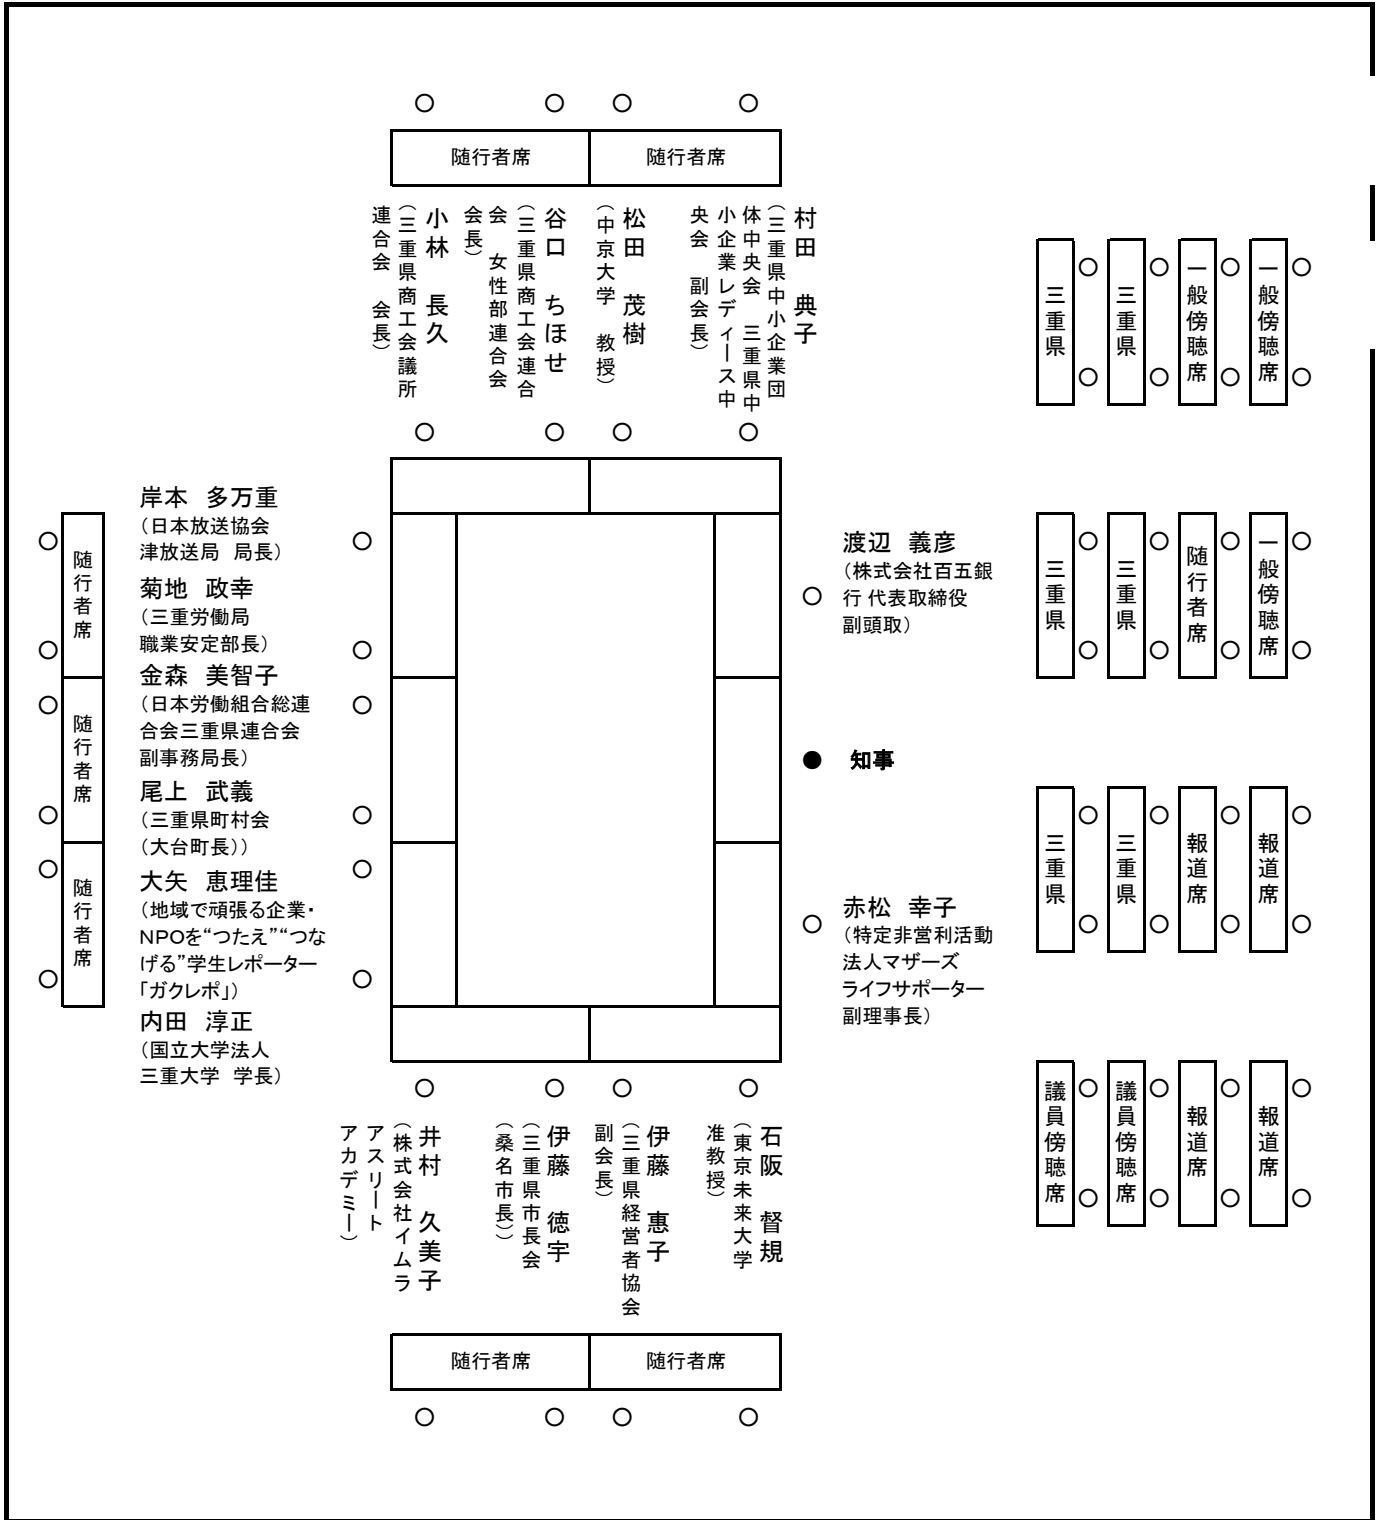 随行者席
随行者席
村田　典子
（三重県中小企業団
体中央会　三重県中
小企業レディース中
央会　副会長）
松田　茂樹
（中京大学　教授）
谷口　ちほせ
（三重県商工会連合
会　女性部連合会
会長）
小林　長久
（三重県商工会議所
連合会　会長）
三重県
三重県
一般傍聴席
一般傍聴席
随行者席
随行者席
随行者席
岸本　多万重
（日本放送協会
津放送局　局長）
菊地　政幸
（三重労働局
職業安定部長）
金森　美智子
（日本労働組合総連
合会三重県連合会
副事務局長）
尾上　武義
（三重県町村会
（大台町長））
大矢　恵理佳
（地域で頑張る企業・
NPOを“つたえ”“つな
げる”学生レポーター
「ガクレポ」）
内田　淳正
（国立大学法人
三重大学　学長）
渡辺　義彦
（株式会社百五銀
行 代表取締役
副頭取）
● 知事
赤松　幸子
（特定非営利活動
法人マザーズ
ライフサポーター
副理事長）
三重県
三重県
随行者席
一般傍聴席
三重県
三重県
報道席
報道席
議員傍聴席
議員傍聴席
報道席
報道席
石阪　督規
（東京未来大学
准教授）
伊藤　惠子
（三重県経営者協会
副会長）
伊藤　徳宇
（三重県市長会
（桑名市長））
井村　久美子
（株式会社イムラ
アスリート
アカデミー）
随行者席
随行者席